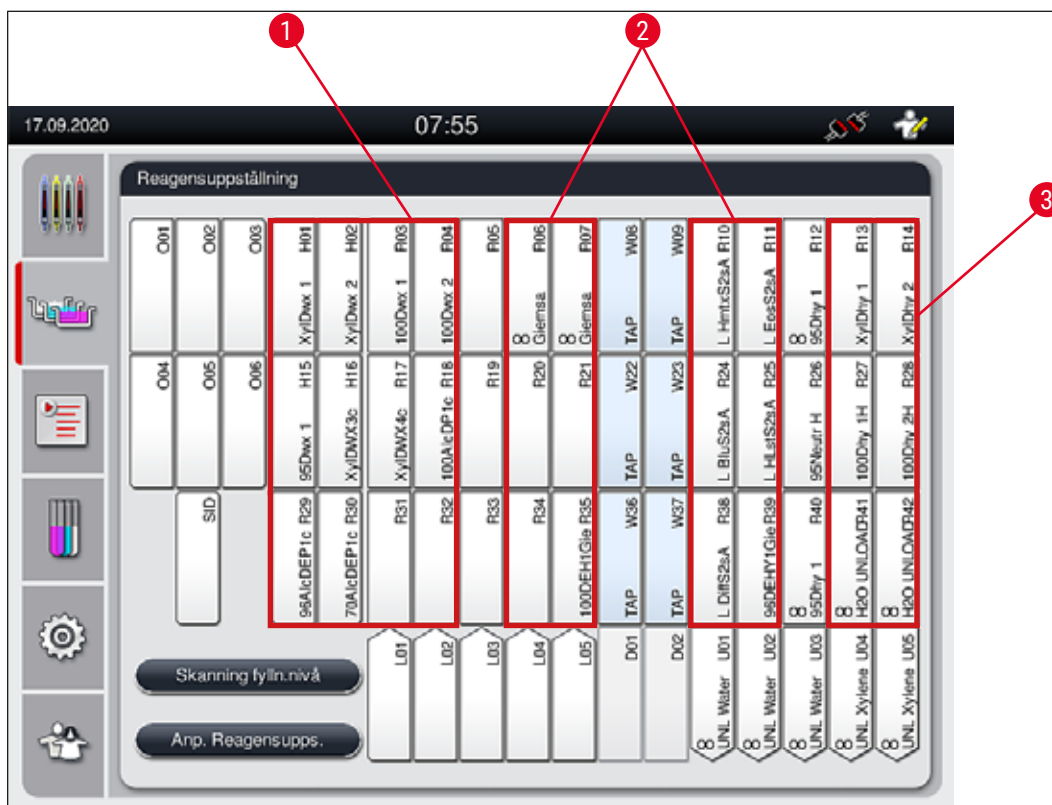 1
2
3
17.09.2020
07:55
Reagensuppställning
O01
O02
O03
XylDwx 1 H01
XylDwx 2 H02
100Dwx 1 R03
100Dwx 2 R04
R05
∞
Giemsa R06
∞
Giemsa R07
TAP W08
TAP W09
L HmtxS2sA R10
L EosS2sA R11
∞
95Dhy 1 R12
XylDhy 1 R13
XylDhy 2 R14
O04
O05
O06
95Dwx 1 H15
XylDWX3c H16
XylDWX4c R17
100AlcDP1c R18
R19
R20
R21
TAP W22
TAP W23
L BluS2sA R24
L HLstS2sA R25
95Neutr H R26
100Dhy 1H R27
100Dhy 2H R28
SID
96AlcDEP1c R29
70AlcDEP1c R30
R31
R32
R33
R34
100DEH1Gie R35
TAP W36
TAP W37
L DiffS2sA R38
96DEHY1Gie R39
∞
95Dhy 1 R40
∞
H2O UNLOAD R41
∞
H2O UNLOAD R42
L01
L02
L03
L04
L05
D01
D02
∞
UNL Water U01
∞
UNL Water U02
∞
UNL Water U03
∞
UNL Xylene U04
∞
UNL Xylene U05
Skanning fylln.nivå
Anp. Reagensupps.